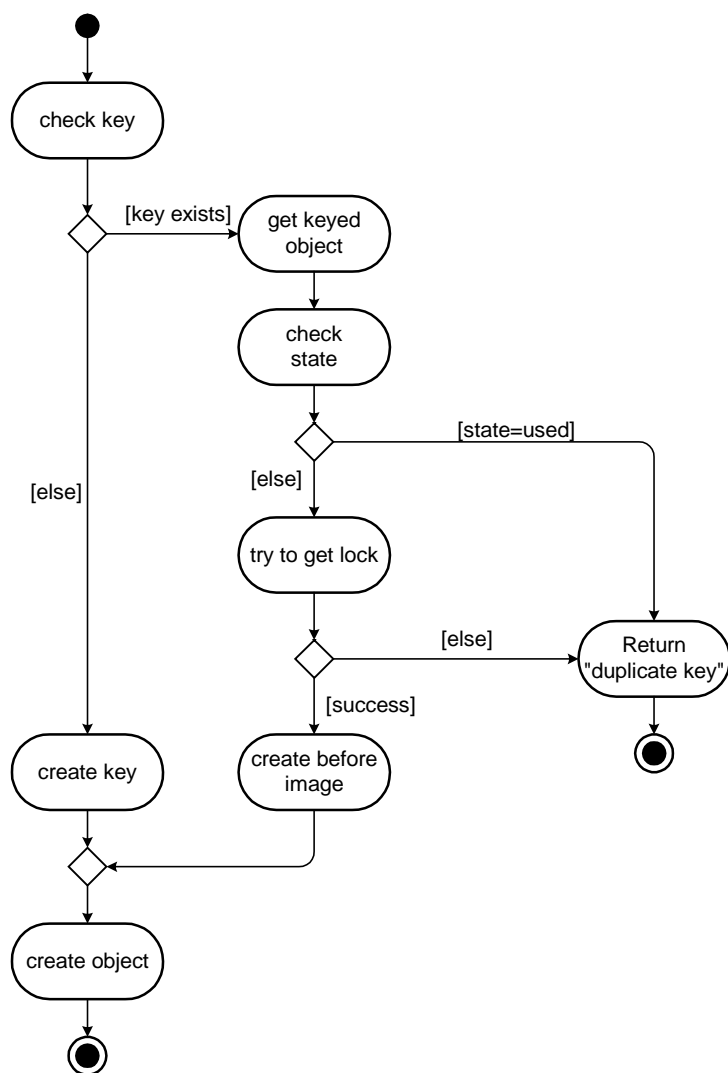 check key
[key exists]
get keyed
object
check
state
[state=used]
[else]
[else]
try to get lock
[else]
Return
"duplicate key"
[success]
create key
create before
image
create object